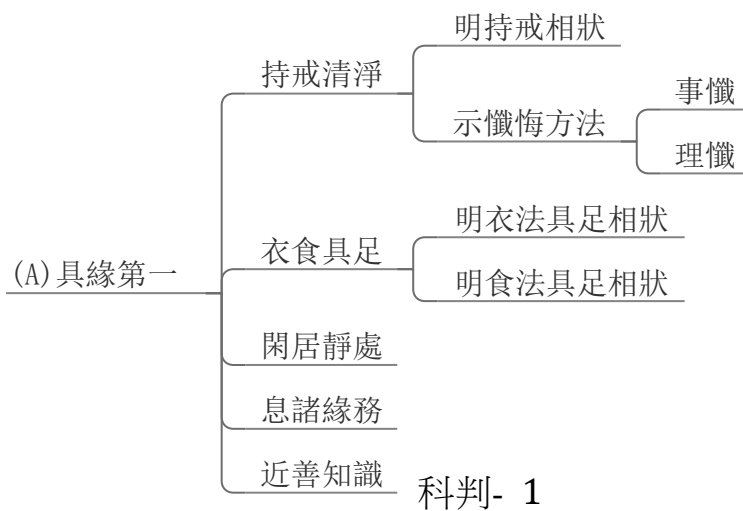 (A)具緣第一
持戒清淨
明持戒相狀
示懺悔方法
事懺
理懺
衣食具足
明衣法具足相狀
明食法具足相狀
閑居靜處
息諸緣務
近善知識
科判- 1